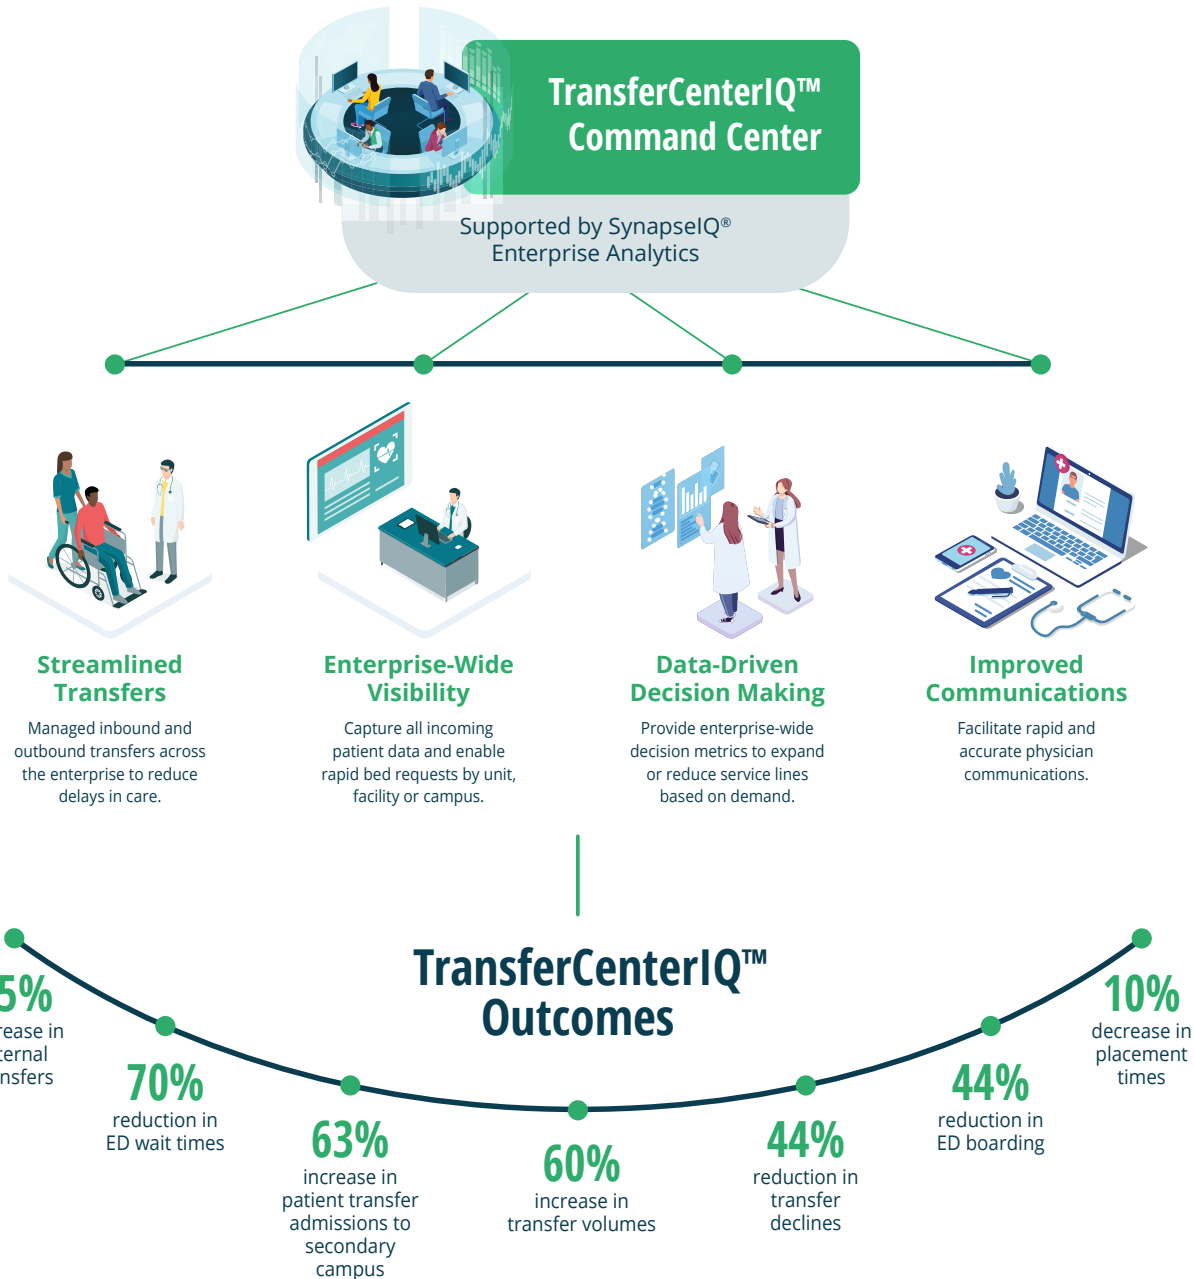 TransferCenterIQ™
Command Center
Supported by SynapseIQ®
Enterprise Analytics
Streamlined
Transfers
Managed inbound and
outbound transfers across
the enterprise to reduce
delays in care.
Enterprise-Wide
Visibility
Capture all incoming
patient data and enable
rapid bed requests by unit,
facility or campus.
Data-Driven
Decision Making
Provide enterprise-wide
decision metrics to expand
or reduce service lines
based on demand.
Improved
Communications
Facilitate rapid and
accurate physician
communications.
TransferCenterIQ™
Outcomes
5%
in
70%
reduction in
ED wait times
63%
increase in
patient transfer
admissions to
secondary
campus
60%
increase in
transfer volumes
44%
reduction in
transfer
declines
44%
reduction in
ED boarding
10%
decrease in
placement
times